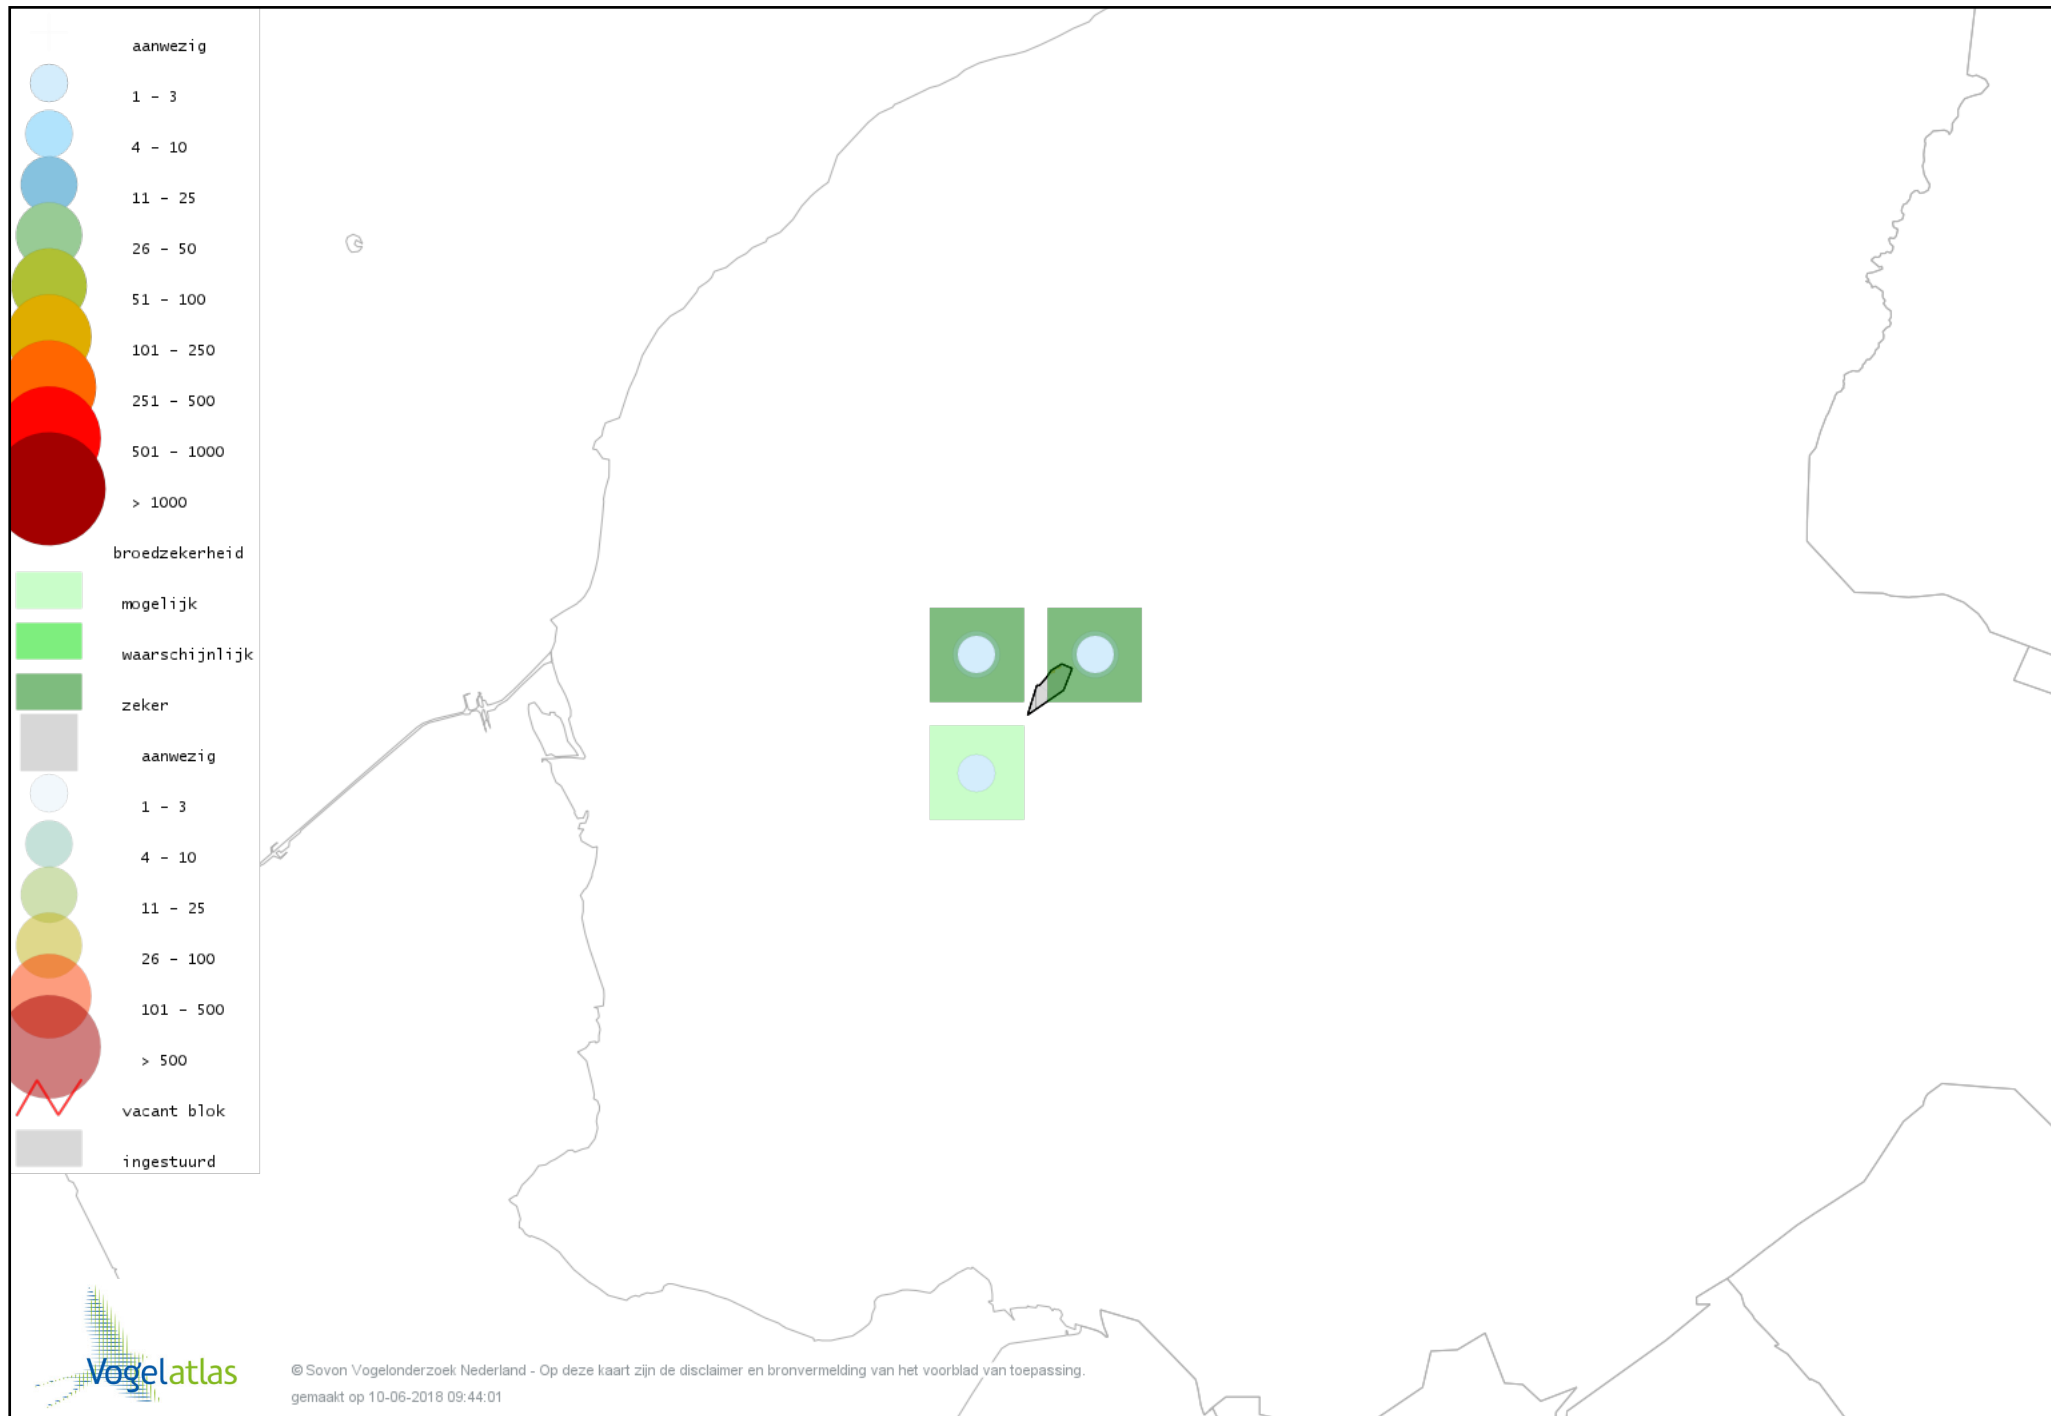 aanwezig
1 - 3
4 - 10
11 - 25
26 - 50
51 - 100
101 - 250
251 - 500
501 - 1000
> 1000
broedzekerheid
mogelijk
waarschijnlijk
zeker
aanwezig
1 - 3
4 - 10
11 - 25
26 - 100
101 - 500
> 500
vacant blok
ingestuurd
Vogelatlas
© Sovon Vogelonderzoek Nederland - Op deze kaart zijn de disclaimer en bronvermelding van het voorblad van toepassing.
gemaakt op 10-06-2018 09:44:01